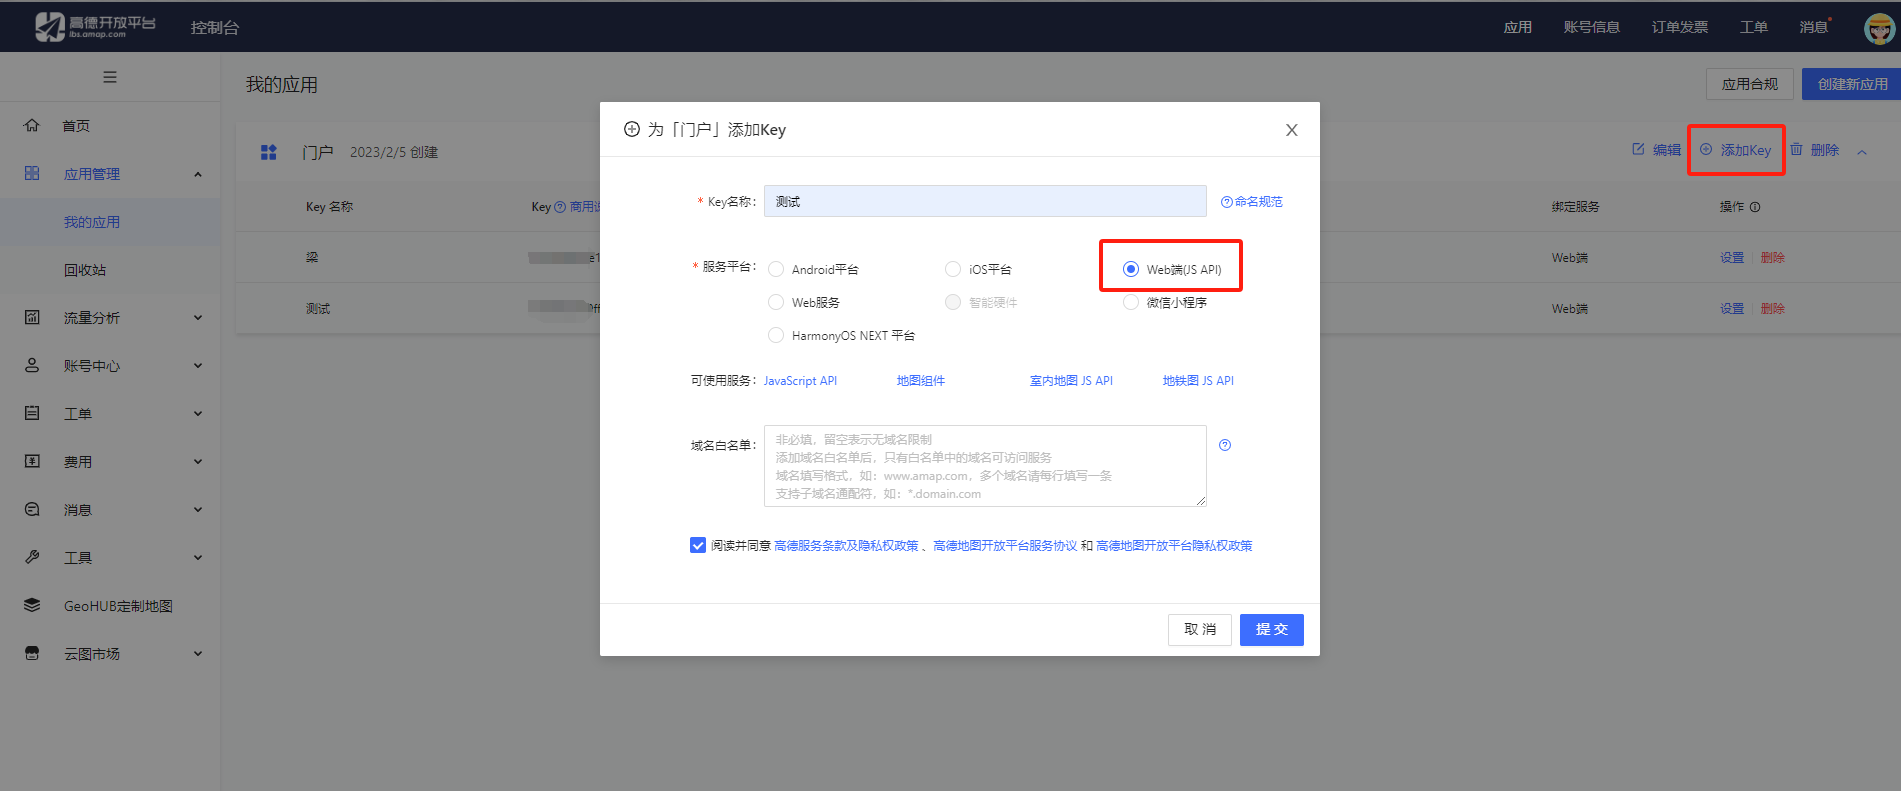 高德开放平台
lbs.amap.com
控制台
应用 账号信息 订单发票 工单 消息
我的应用
应用合规 创建新应用
首页
应用管理
我的应用
回收站
流量分析
账号中心
工单
费用
消息
工具
GeoHUB定制地图
云图市场
门户 2023/2/5 创建
编辑 添加Key 删除
Key 名称 Key 商用 绑定服务 操作
梁 Web端 设置 删除
测试 Web端 设置 删除
为「门户」添加Key X
* Key名称: 测试 命名规范
* 服务平台: Android平台 iOS平台 Web端(JS API)
Web服务 智能硬件 微信小程序
HarmonyOS NEXT 平台
可使用服务: JavaScript API 地图组件 室内地图 JS API 地铁图 JS API
域名白名单: 非必填，留空表示无域名限制
添加域名白名单后，只有白名单中的域名可访问服务
域名填写格式，如：www.amap.com，多个域名请每行填写一条
支持子域名通配符，如：*.domain.com
阅读并同意 高德服务条款及隐私权政策 、高德地图开放平台服务协议 和 高德地图开放平台隐私权政策
取 消 提 交